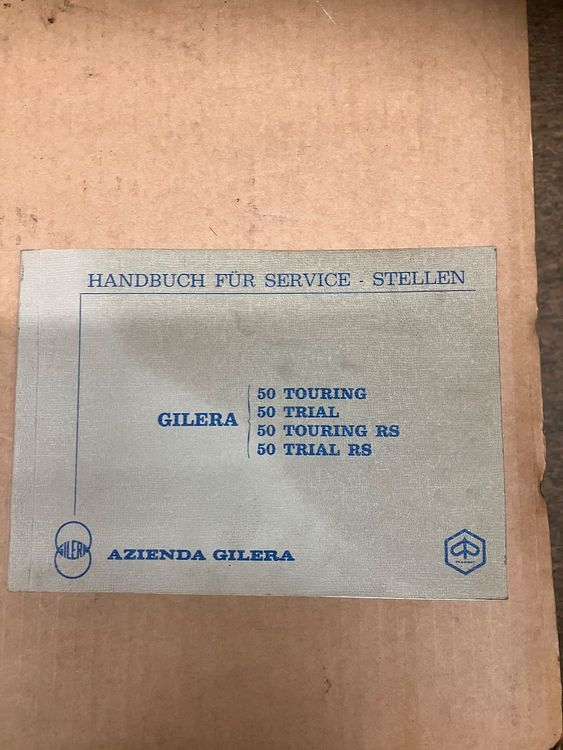 HANDBUCH FÜR SERVICE - STELLEN
GILERA
50 TOURING
50 TRIAL
50 TOURING RS
50 TRIAL RS
GILERA
AZIENDA GILERA